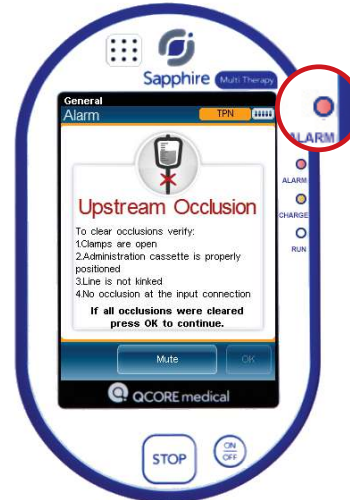 Sapphire Multi Therapy
General
Alarm TPN
ALARM
Upstream Occlusion
To clear occlusions verify:
1.Clamps are open
2.Administration cassette is properly
positioned
3.Line is not kinked
4.No occlusion at the input connection
If all occlusions were cleared
press OK to continue.
ALARM
CHARGE
RUN
Mute OK
QCORE medical
STOP
ON
OFF